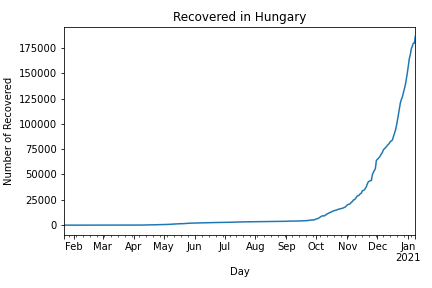 Recovered in Hungary
Number of Recovered
175000
150000
125000
100000
75000
50000
25000
0
Feb Mar Apr May Jun Jul Aug Sep Oct Nov Dec Jan
2021
Day